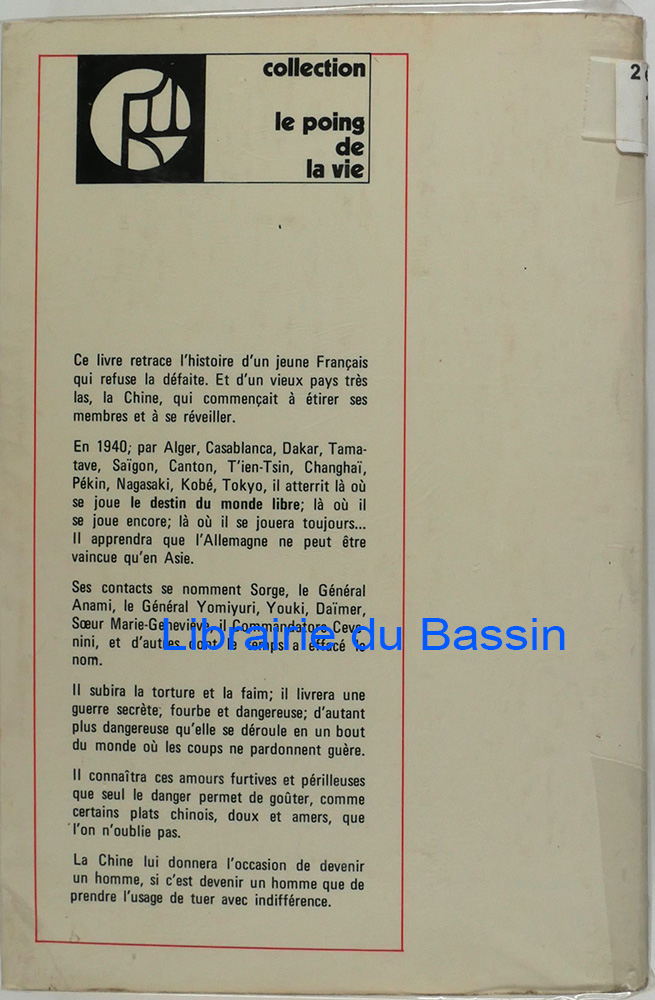 collection
le poing
de
la vie
2
Ce livre retrace l'histoire d'un jeune Français
qui refuse la défaite. Et d'un vieux pays très
las, la Chine, qui commençait à étirer ses
membres et à se réveiller.
En 1940, par Alger, Casablanca, Dakar, Tama-
tave, Saïgon, Canton, T'ien-Tsin, Changhaï,
Pékin, Nagasaki, Kobé, Tokyo, il atterrit là où
se joue le destin du monde libre; là où il
se joue encore; là où il se jouera toujours...
Il apprendra que l'Allemagne ne peut être
vaincue qu'en Asie.
Ses contacts se nomment Sorge, le Général
Anami, le Général Yomiyuri, Youki, Daïmer,
Sœur Marie-Geneviève, il Commandatore Ceve-
nini, et d'autres dont le temps a effacé le
nom.
Librairie du Bassin
Il subira la torture et la faim; il livrera une
guerre secrète, fourbe et dangereuse; d'autant
plus dangereuse qu'elle se déroule en un bout
du monde où les coups ne pardonnent guère.
Il connaîtra ces amours furtives et périlleuses
que seul le danger permet de goûter, comme
certains plats chinois, doux et amers, que
l'on n'oublie pas.
La Chine lui donnera l'occasion de devenir
un homme, si c'est devenir un homme que de
prendre l'usage de tuer avec indifférence.